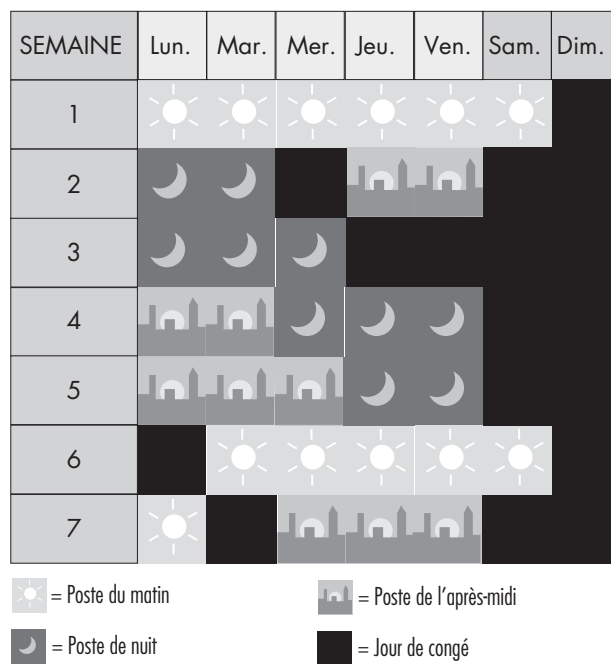 SEMAINE Lun. Mar. Mer. Jeu. Ven. Sam. Dim.
1
2
3
4
5
6
7
= Poste du matin
= Poste de l'après-midi
= Poste de nuit
= Jour de congé